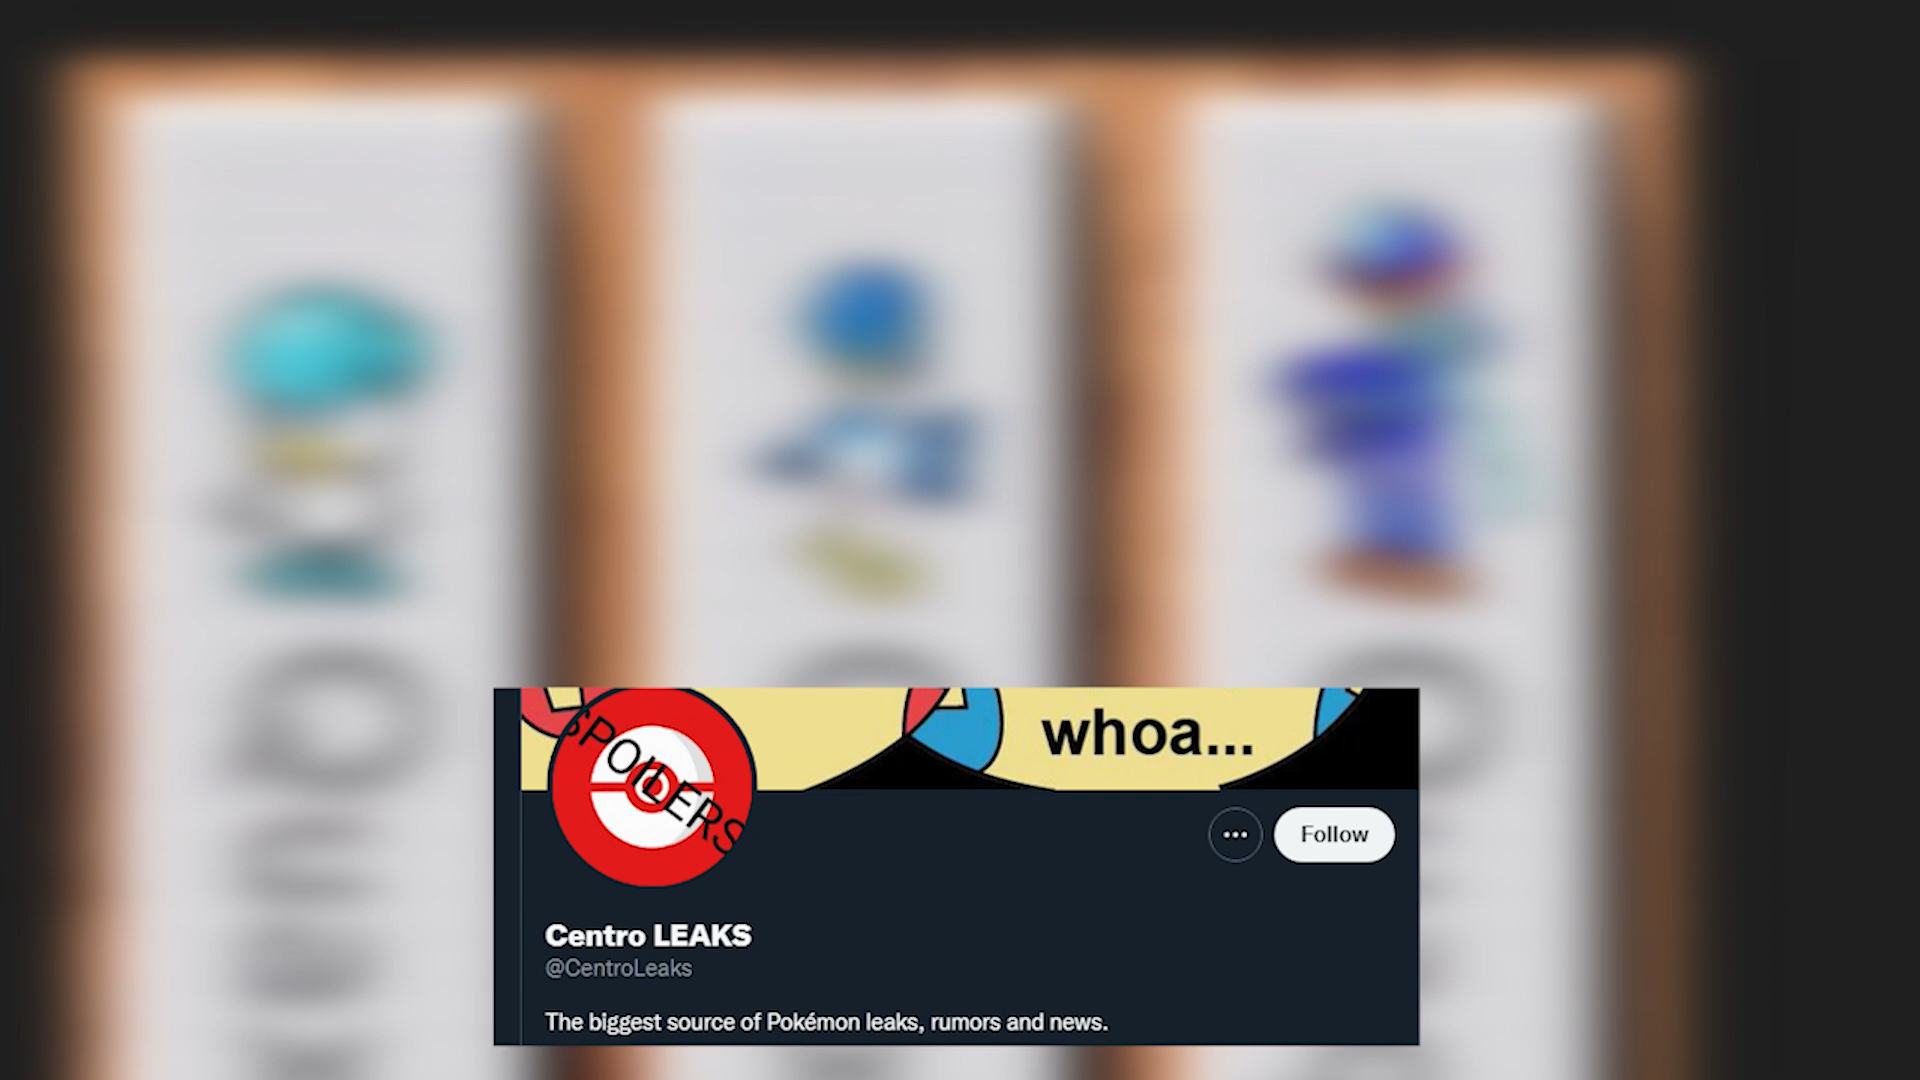 whoa...
SPOILERS
Follow
Centro LEAKS
@CentroLeaks
The biggest source of Pokémon leaks, rumors and news.